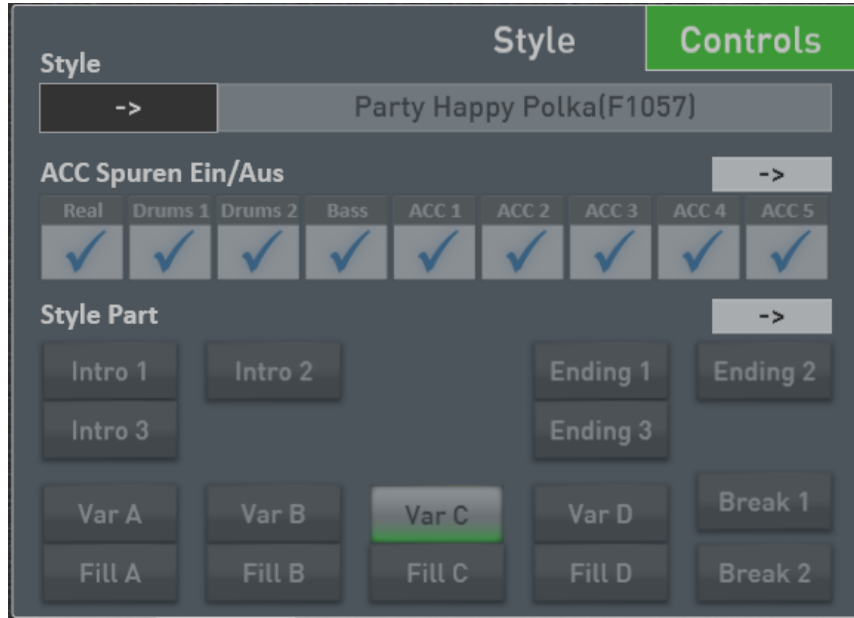 Style Controls
Style
-> Party Happy Polka(F1057)
ACC Spuren Ein/Aus ->
Real Drums 1 Drums 2 Bass ACC 1 ACC 2 ACC 3 ACC 4 ACC 5
Style Part ->
Intro 1 Intro 2 Ending 1 Ending 2
Intro 3 Ending 3
Var A Var B Var C Var D Break 1
Fill A Fill B Fill C Fill D Break 2